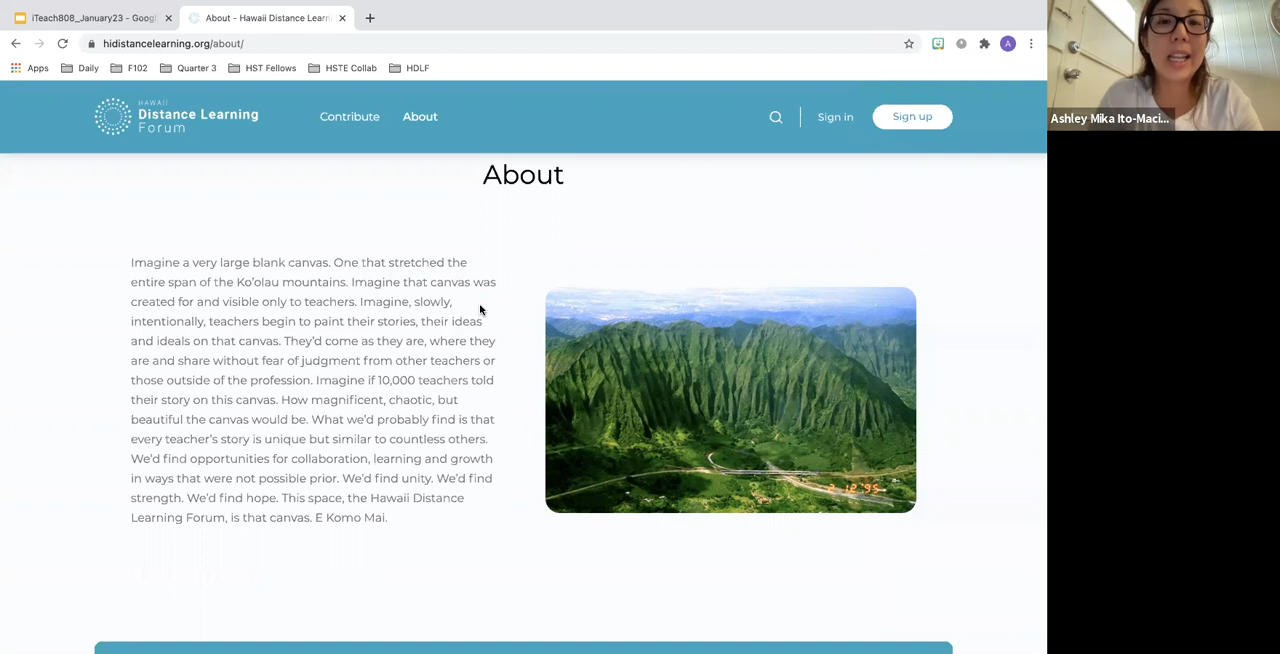 iTeach808_January23 - Googl
About - Hawaii Distance Learnin
hidistancelearning.org/about/
A
Apps
Daily
F102
Quarter 3
HST Fellows
HSTE Collab
HDLF
HAWAII
Distance Learning
Forum
Contribute
About
Sign in
Sign up
Ashley Mika Ito-Maci...
About
Imagine a very large blank canvas. One that stretched the
entire span of the Ko'olau mountains. Imagine that canvas was
created for and visible only to teachers. Imagine, slowly,
intentionally, teachers begin to paint their stories, their ideas
and ideals on that canvas. They'd come as they are, where they
are and share without fear of judgment from other teachers or
those outside of the profession. Imagine if 10,000 teachers told
their story on this canvas. How magnificent, chaotic, but
beautiful the canvas would be. What we'd probably find is that
every teacher's story is unique but similar to countless others.
We'd find opportunities for collaboration, learning and growth
in ways that were not possible prior. We'd find unity. We'd find
strength. We'd find hope. This space, the Hawaii Distance
Learning Forum, is that canvas. E Komo Mai.
2 12 '95